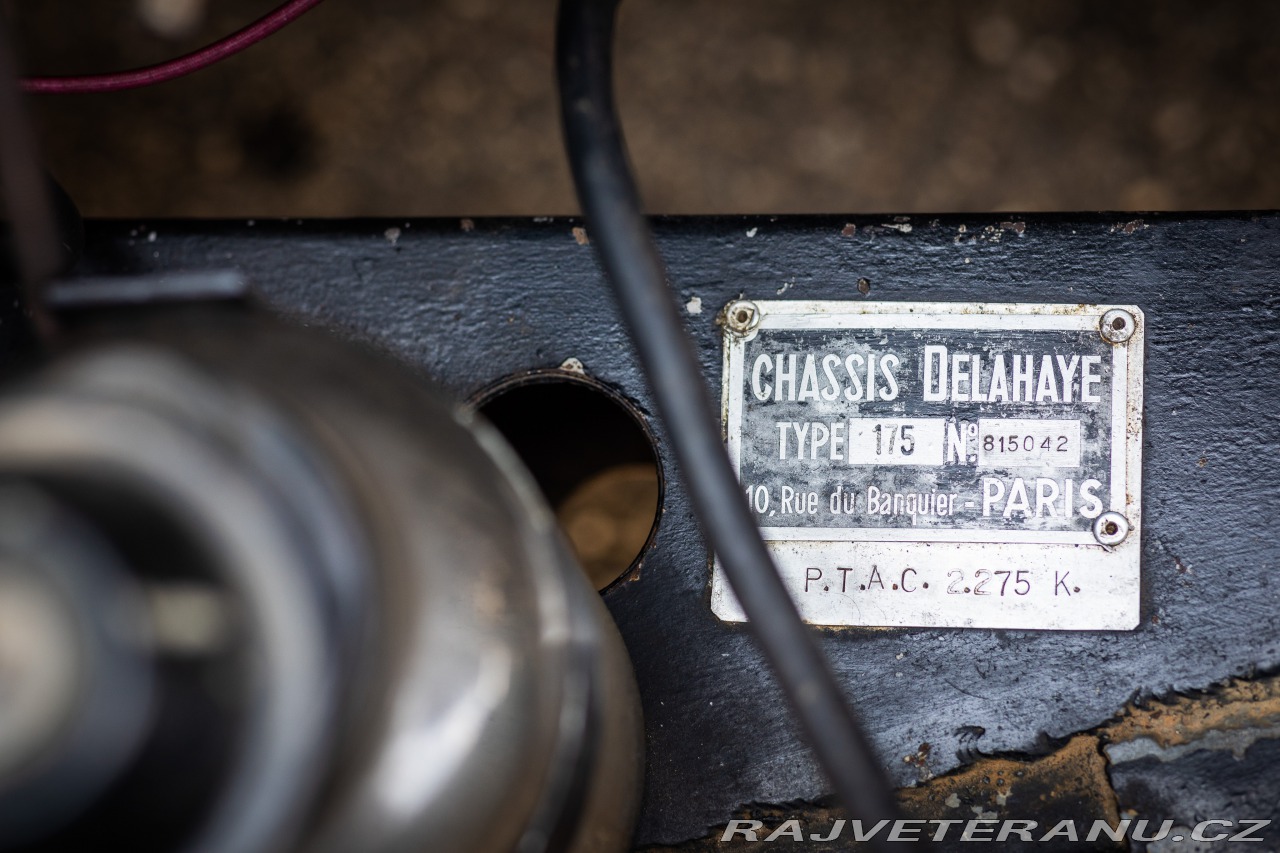 CHASSIS DELAHAYE
TYPE 175 Nº. 815042
10, Rue du Banquier - PARIS
P.T.A.C. 2.275 K.
RAJVETERANU.CZ